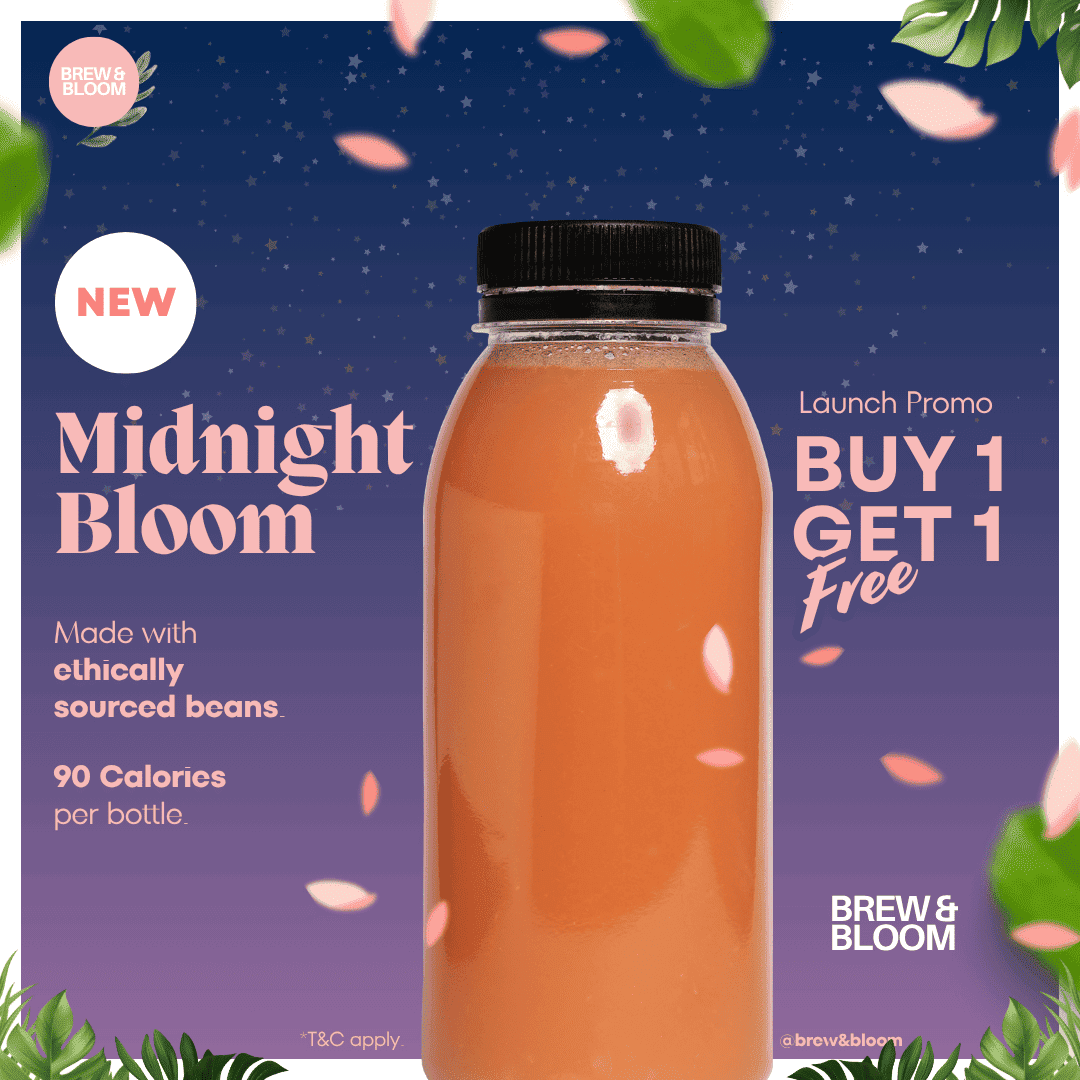 BREW &
BLOOM
NEW
Midnight
Bloom
Made with
ethically
sourced beans.
90 Calories
per bottle.
Launch Promo
BUY 1
GET 1
Free
BREW &
BLOOM
*T&C apply.
@brew&bloom